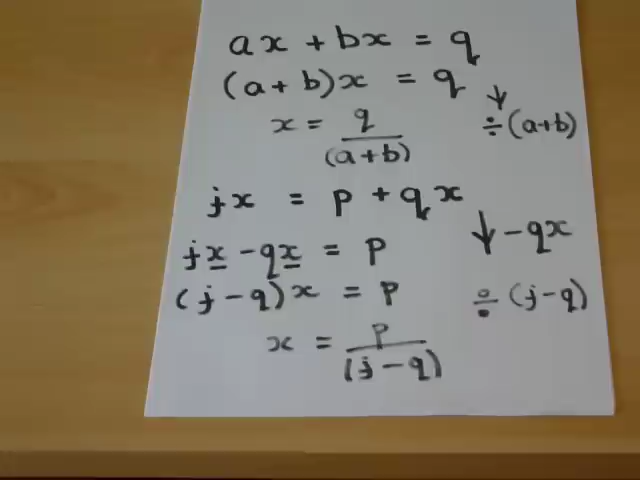 ax + bx = q
(a + b)x = q ↓
x = q/(a+b) ÷(a+b)
jx = p + qx
↓ -qx
jx - qx = p
(j - q)x = p ÷ (j-q)
x = p/(j-q)